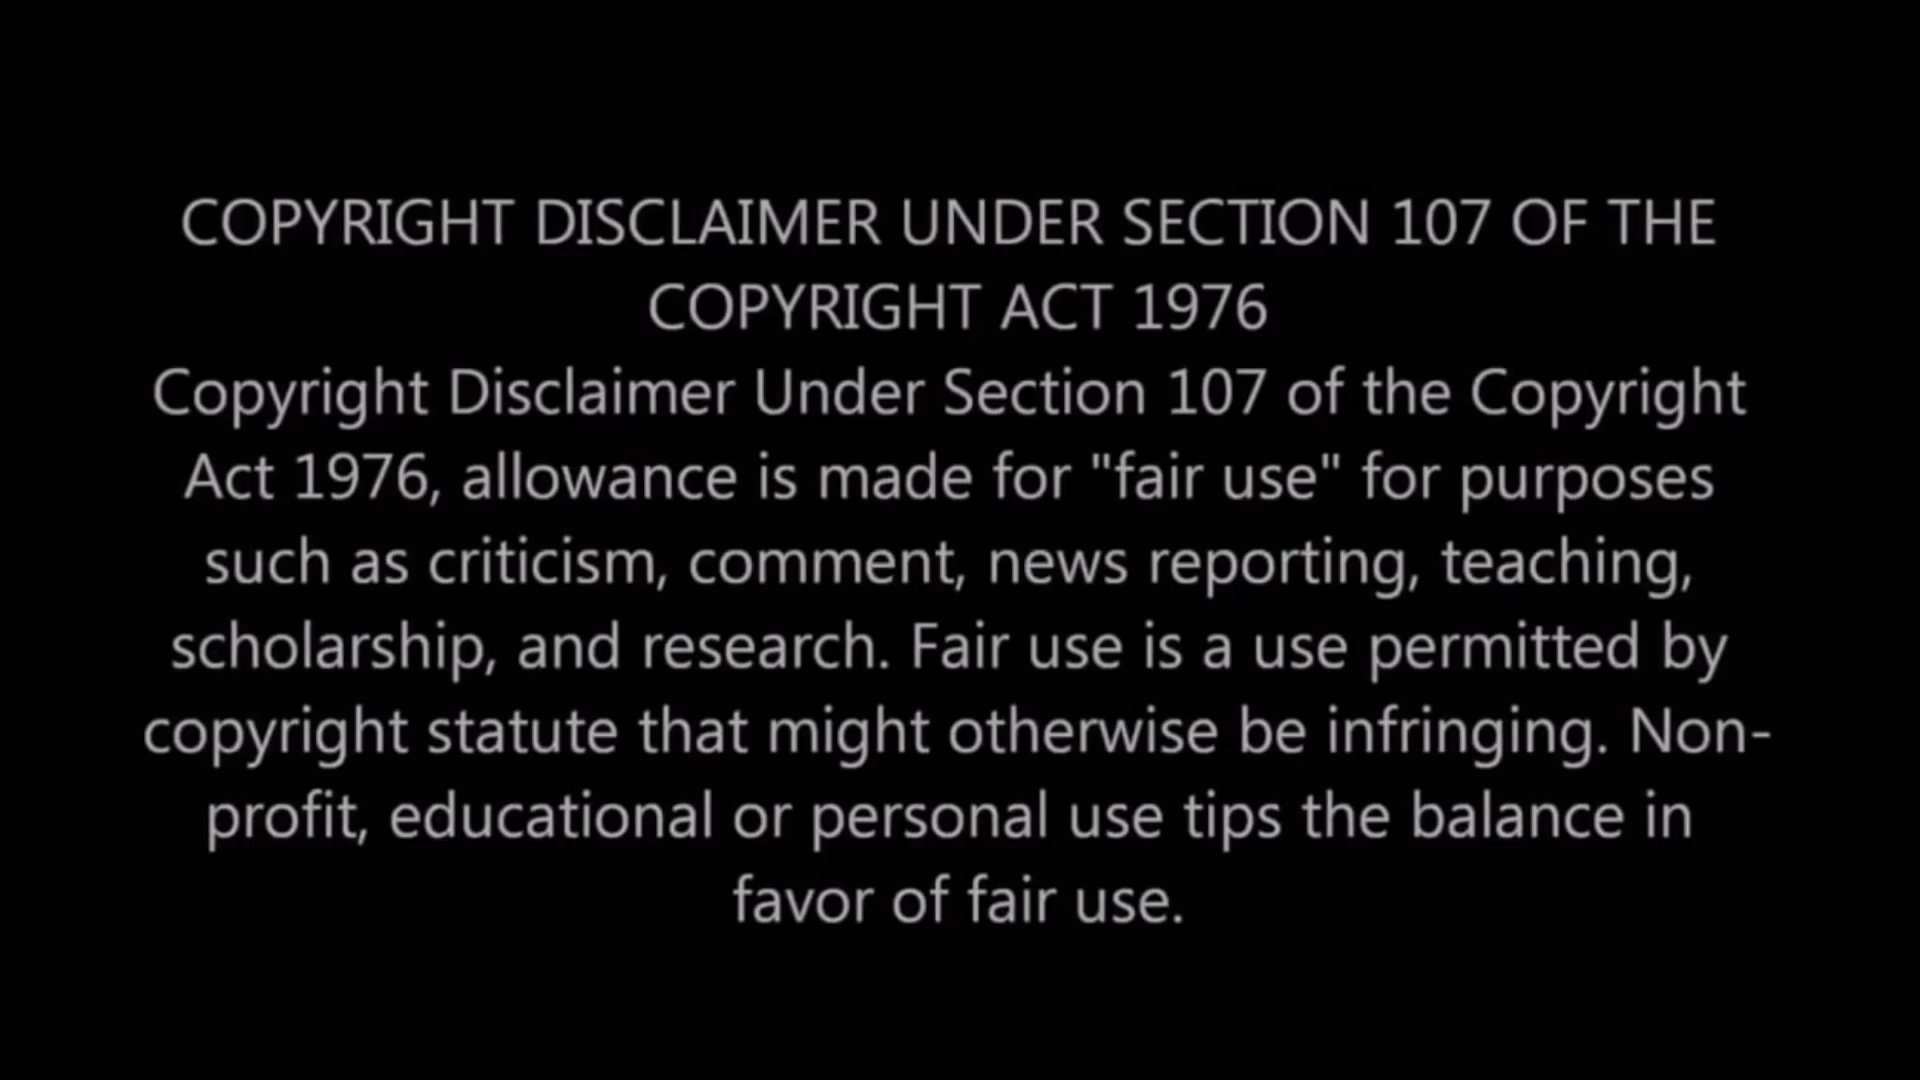 COPYRIGHT DISCLAIMER UNDER SECTION 107 OF THE
COPYRIGHT ACT 1976
Copyright Disclaimer Under Section 107 of the Copyright
Act 1976, allowance is made for "fair use" for purposes
such as criticism, comment, news reporting, teaching,
scholarship, and research. Fair use is a use permitted by
copyright statute that might otherwise be infringing. Non-
profit, educational or personal use tips the balance in
favor of fair use.